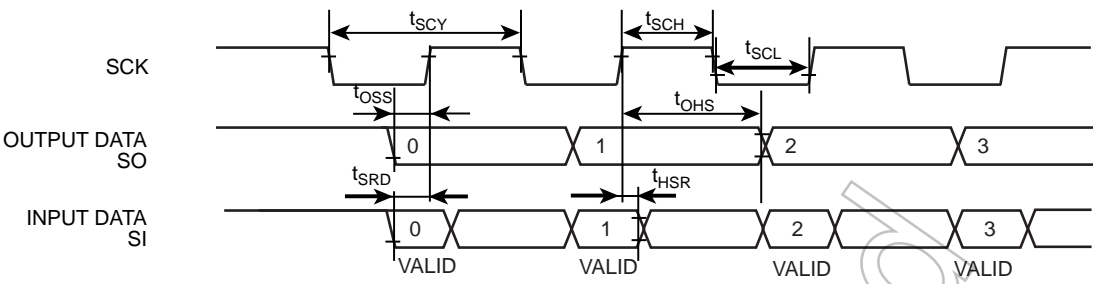 tSCY
tSCH
tSCL
SCK
tOSS
tOHS
OUTPUT DATA
SO
0 1 2 3
tSRD
tHSR
INPUT DATA
SI
0 1 2 3
VALID VALID VALID VALID